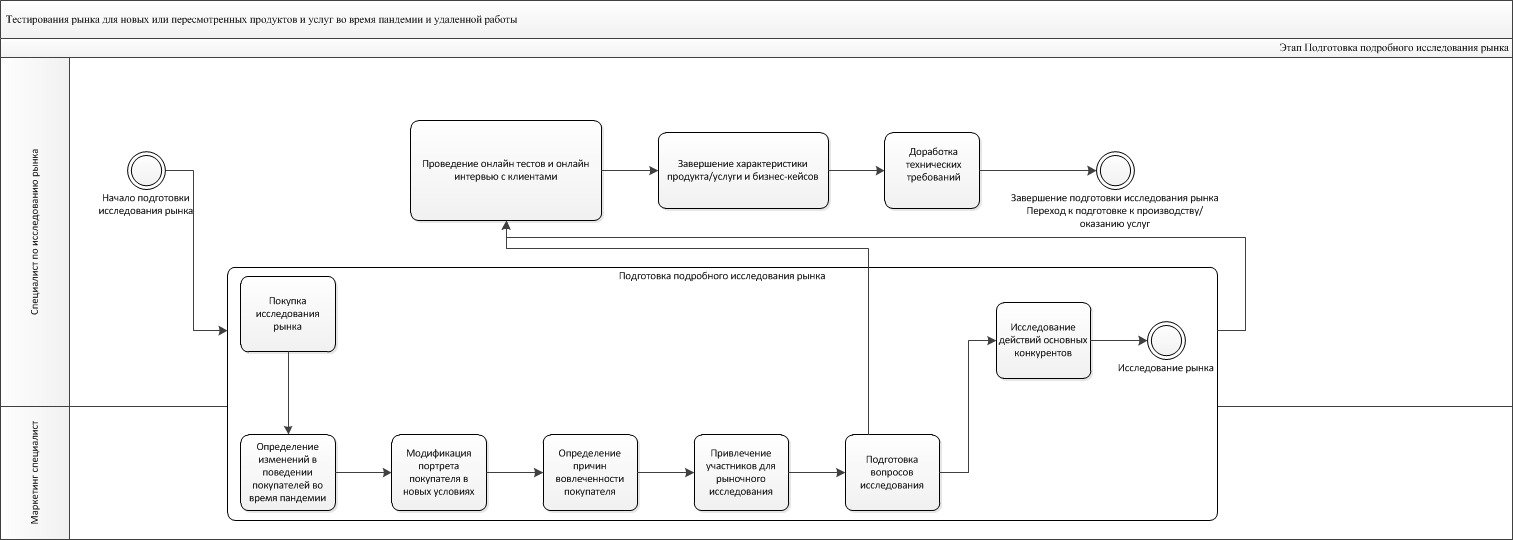 Тестирования рынка для новых или пересмотренных продуктов и услуг во время пандемии и удаленной работы
Этап Подготовка подробного исследования рынка
Специалист по исследованию рынка
Начало подготовки
исследования рынка
Проведение онлайн тестов и онлайн
интервью с клиентами
Завершение характеристики
продукта/услуги и бизнес-кейсов
Доработка
технических
требований
Завершение подготовки исследования рынка
Переход к подготовке к производству/
оказанию услуг
Подготовка подробного исследования рынка
Покупка
исследования
рынка
Исследование
действий основных
конкурентов
Исследование рынка
Маркетинг специалист
Определение
изменений в
поведении
покупателей во
время пандемии
Модификация
портрета
покупателя в
новых условиях
Определение
причин
вовлеченности
покупателя
Привлечение
участников для
рыночного
исследования
Подготовка
вопросов
исследования